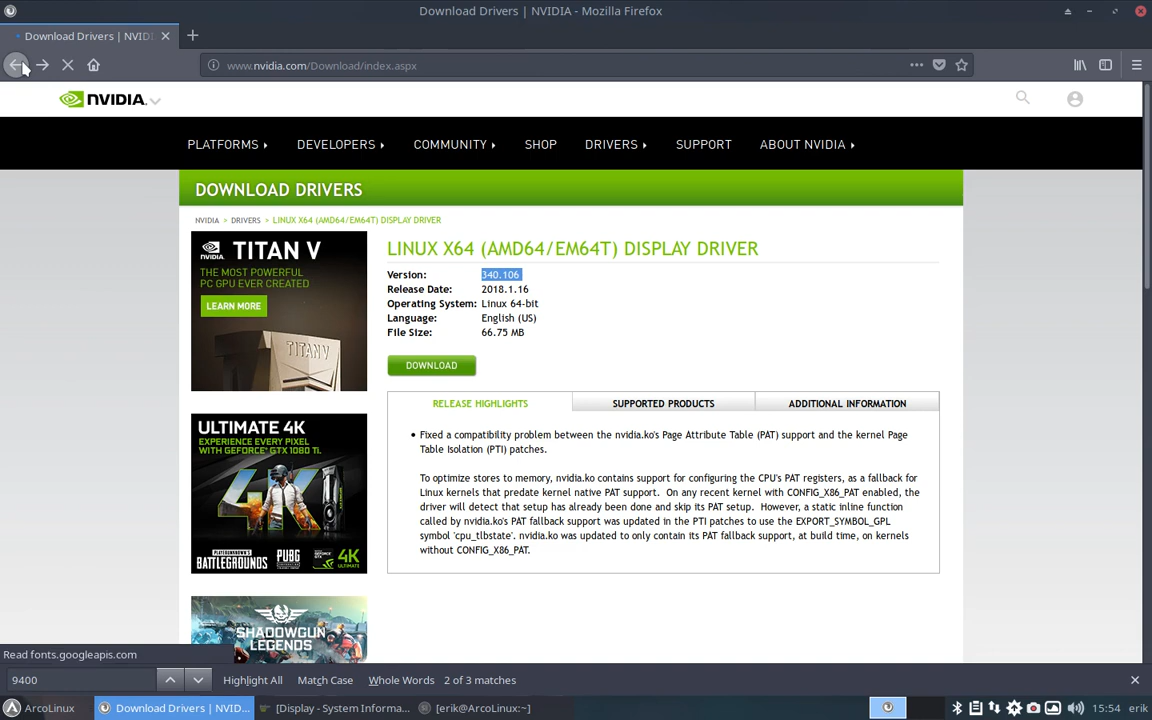 Download Drivers | NVIDIA - Mozilla Firefox
Download Drivers | NVIDI
www.nvidia.com/Download/index.aspx
NVIDIA.
PLATFORMS DEVELOPERS COMMUNITY SHOP DRIVERS SUPPORT ABOUT NVIDIA
DOWNLOAD DRIVERS
NVIDIA > DRIVERS > LINUX X64 (AMD64/EM64T) DISPLAY DRIVER
NVIDIA. TITAN V
THE MOST POWERFUL
PC GPU EVER CREATED
LEARN MORE
TITAN V
LINUX X64 (AMD64/EM64T) DISPLAY DRIVER
Version: 340.106
Release Date: 2018.1.16
Operating System: Linux 64-bit
Language: English (US)
File Size: 66.75 MB
DOWNLOAD
RELEASE HIGHLIGHTS SUPPORTED PRODUCTS ADDITIONAL INFORMATION
• Fixed a compatibility problem between the nvidia.ko's Page Attribute Table (PAT) support and the kernel Page
Table Isolation (PTI) patches.
To optimize stores to memory, nvidia.ko contains support for configuring the CPU's PAT registers, as a fallback for
Linux kernels that predate kernel native PAT support. On any recent kernel with CONFIG_X86_PAT enabled, the
driver will detect that setup has already been done and skip its PAT setup. However, a static inline function
called by nvidia.ko's PAT fallback support was updated in the PTI patches to use the EXPORT_SYMBOL_GPL
symbol 'cpu_tlbstate'. nvidia.ko was updated to only contain its PAT fallback support, at build time, on kernels
without CONFIG_X86_PAT.
ULTIMATE 4K
EXPERIENCE EVERY PIXEL
WITH GEFORCE® GTX 1080 Ti.
4K
PLAYERUNKNOWN'S
BATTLEGROUNDS PUBG GEFORCE GTX 4K ULTIMATE
SHADOWGUN
LEGENDS
Read fonts.googleapis.com
9400 Highlight All Match Case Whole Words 2 of 3 matches
ArcoLinux Download Drivers | NVID... [Display - System Informa... [erik@ArcoLinux:~] 15:54 erik